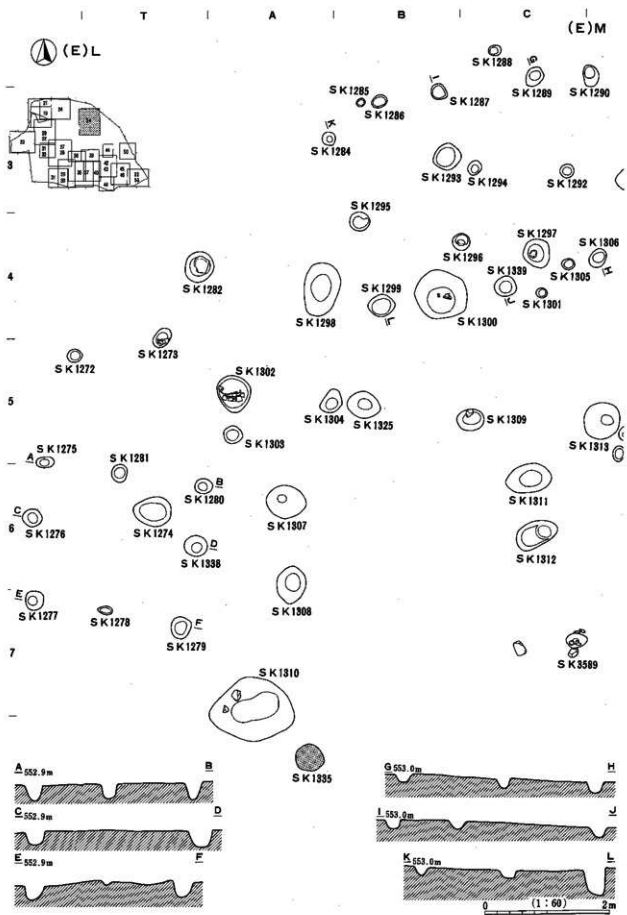 (E)L
T
A
B
C
(E)M
SK1288
SK1289
G
SK1290
SK1285
SK1286
I
SK1287
K
SK1284
3
SK1293
SK1294
SK1292
SK1295
SK1296
SK1297
SK1306
H
SK1305
4
SK1282
SK1298
SK1299
L
SK1300
SK1339
J
SK1301
SK1273
SK1272
SK1302
5
SK1303
SK1304
SK1325
SK1309
SK1313
SK1275
A
SK1281
B
SK1280
C
SK1276
6
SK1274
SK1307
SK1311
D
SK1338
SK1312
E
SK1277
SK1278
F
SK1279
SK1308
7
SK3589
SK1310
SK1335
A 552.9m B
C 552.9m D
E 552.9m F
G 553.0m H
I 553.0m J
K 553.0m L
0 (1:60) 2m